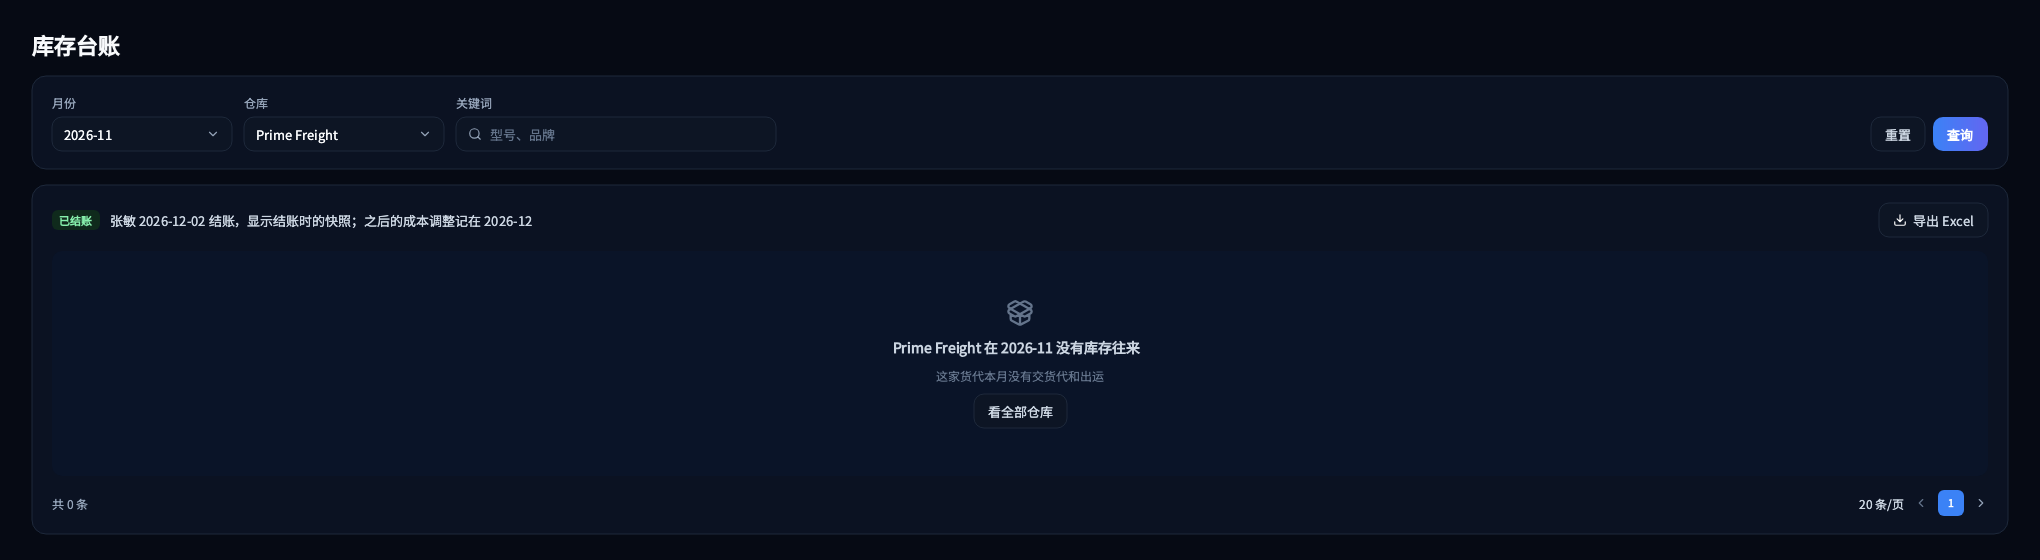 库存台账
月份
仓库
关键词
2026-11
Prime Freight
型号、品牌
重置
查询
已结账
张敏 2026-12-02 结账，显示结账时的快照；之后的成本调整记在 2026-12
导出 Excel
Prime Freight 在 2026-11 没有库存往来
这家货代本月没有交货代和出运
看全部仓库
共 0 条
20 条/页
1